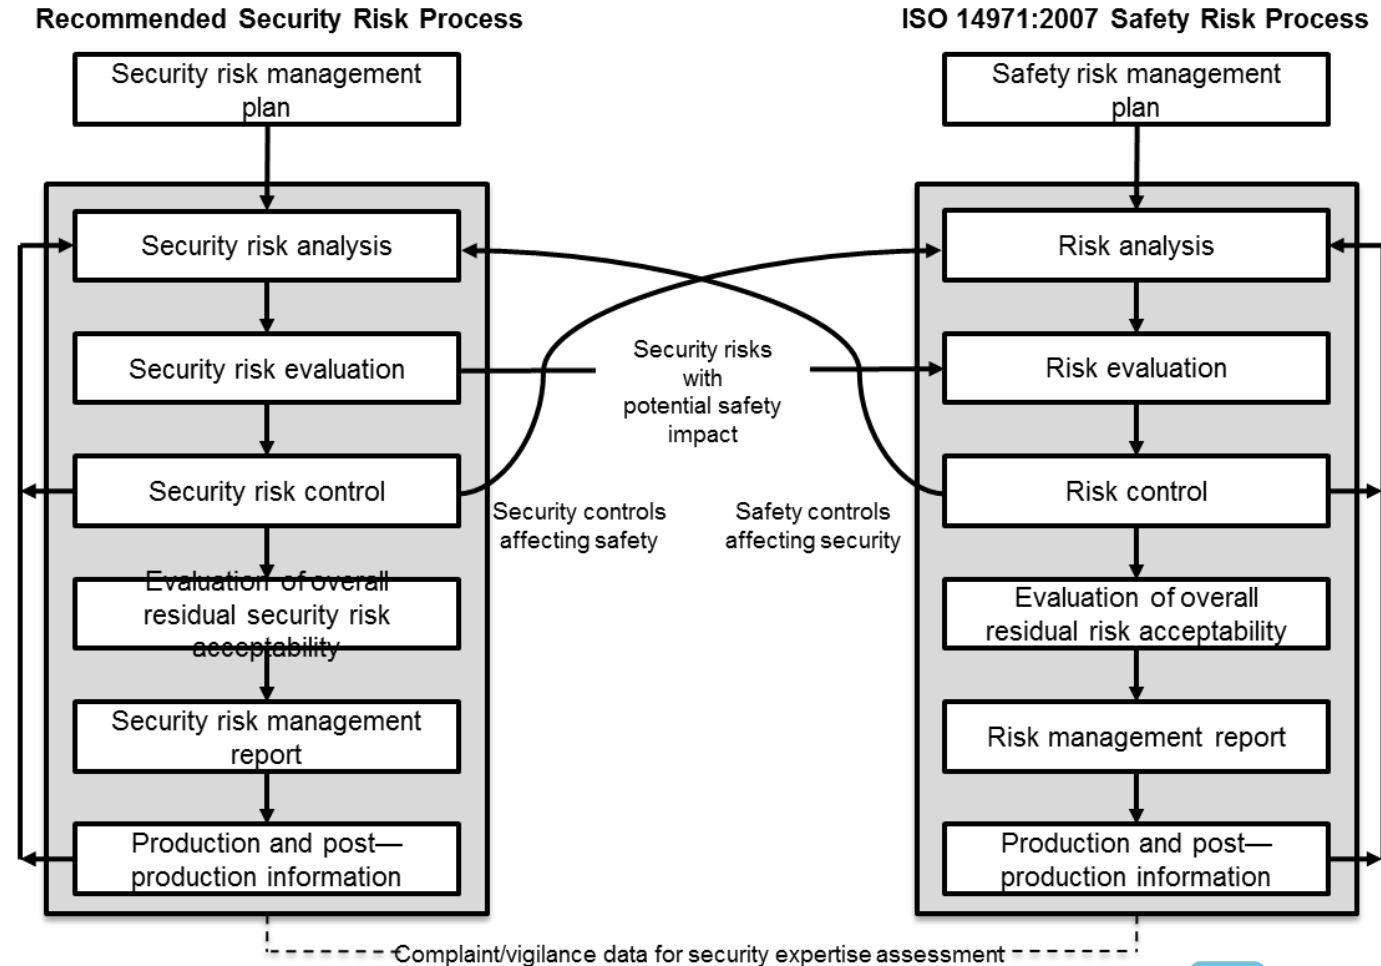 Recommended Security Risk Process
ISO 14971:2007 Safety Risk Process
Security risk management
plan
Safety risk management
plan
Security risk analysis
Risk analysis
Security risk evaluation
Security risks
with
potential safety
impact
Risk evaluation
Security risk control
Risk control
Security controls
affecting safety
Safety controls
affecting security
Evaluation of overall
residual security risk
acceptability
Evaluation of overall
residual risk acceptability
Security risk management
report
Risk management report
Production and post—
production information
Production and post—
production information
Complaint/vigilance data for security expertise assessment